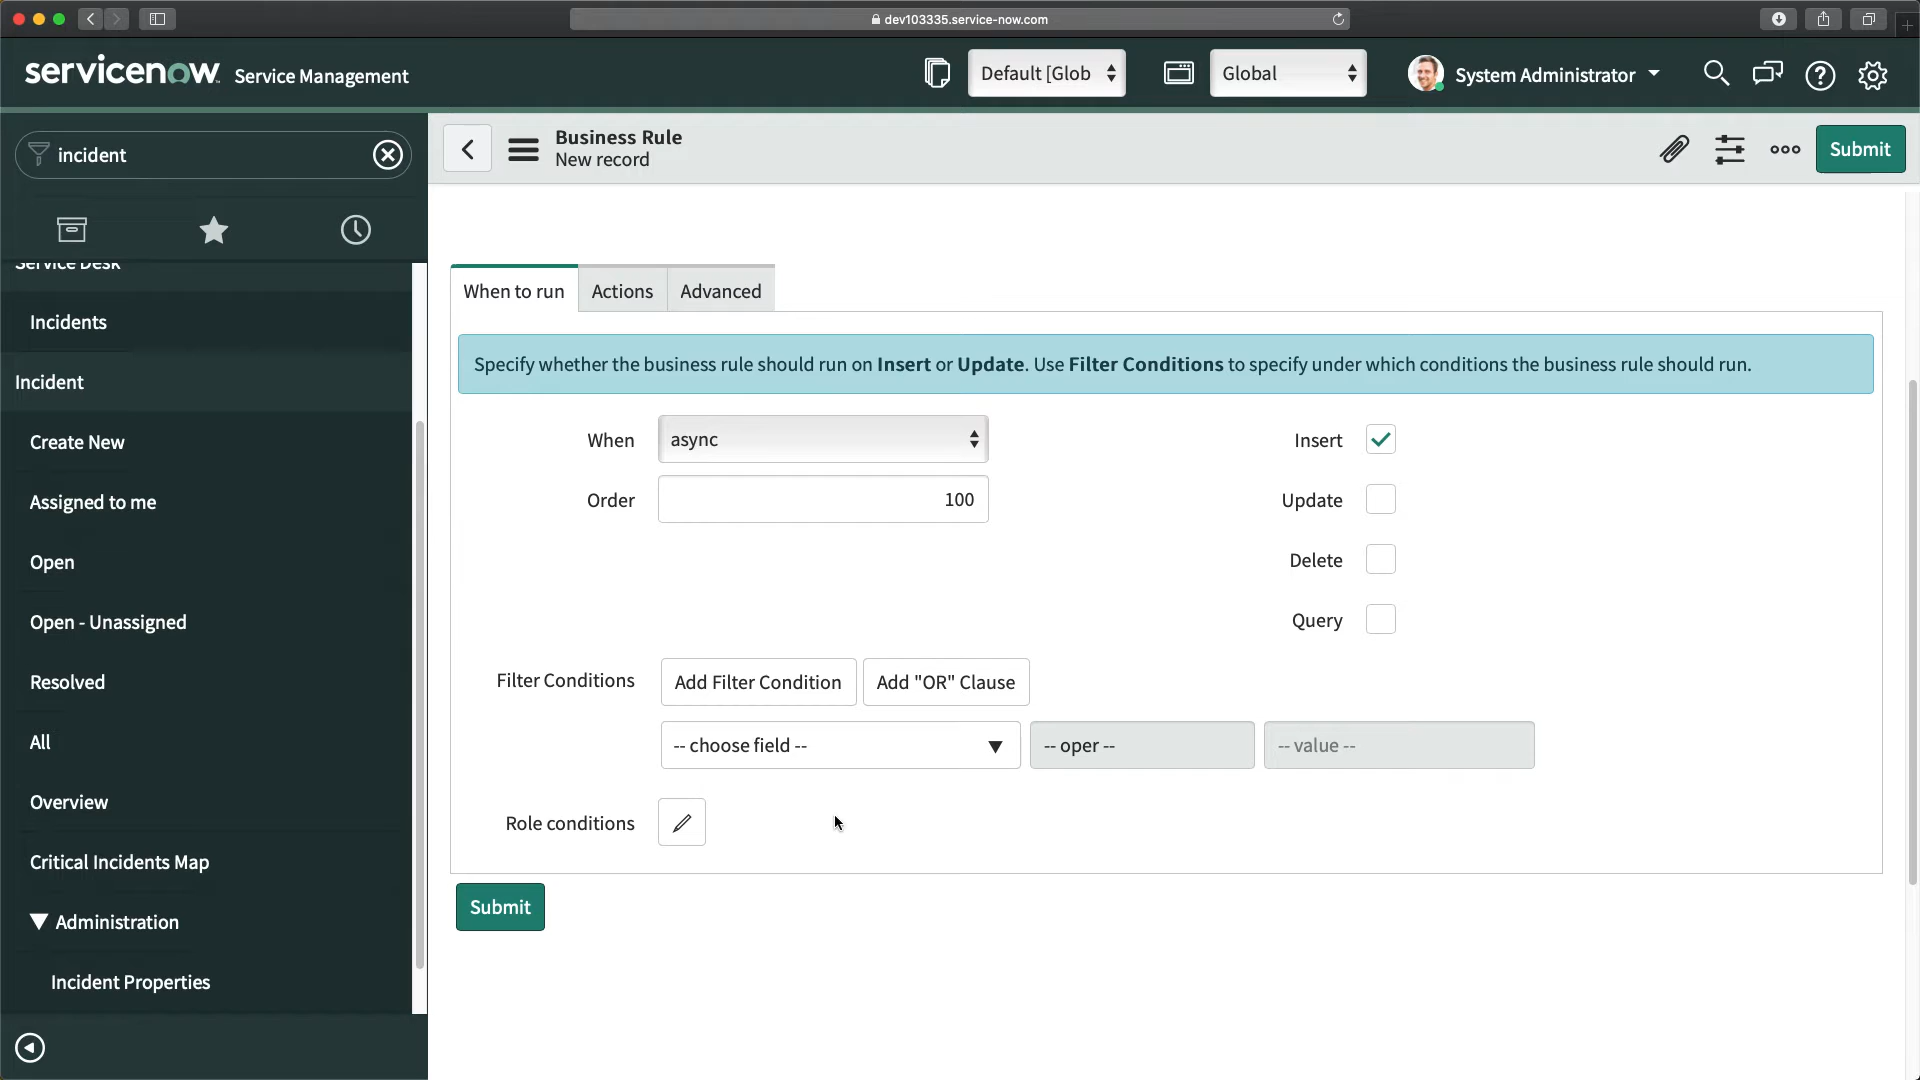 dev103335.service-now.com
servicenow Service Management
Default [Glob
Global
System Administrator
incident
Business Rule
New record
Submit
Service Desk
Incidents
Incident
Create New
Assigned to me
Open
Open - Unassigned
Resolved
All
Overview
Critical Incidents Map
Administration
Incident Properties
When to run
Actions
Advanced
Specify whether the business rule should run on Insert or Update. Use Filter Conditions to specify under which conditions the business rule should run.
When
async
Insert
Order
100
Update
Delete
Query
Filter Conditions
Add Filter Condition
Add "OR" Clause
-- choose field --
-- oper --
-- value --
Role conditions
Submit